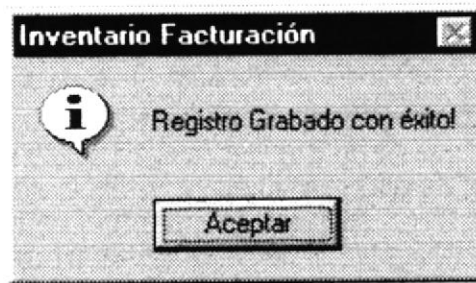 Inventario Facturación
i
Registro Grabado con éxito!
Aceptar